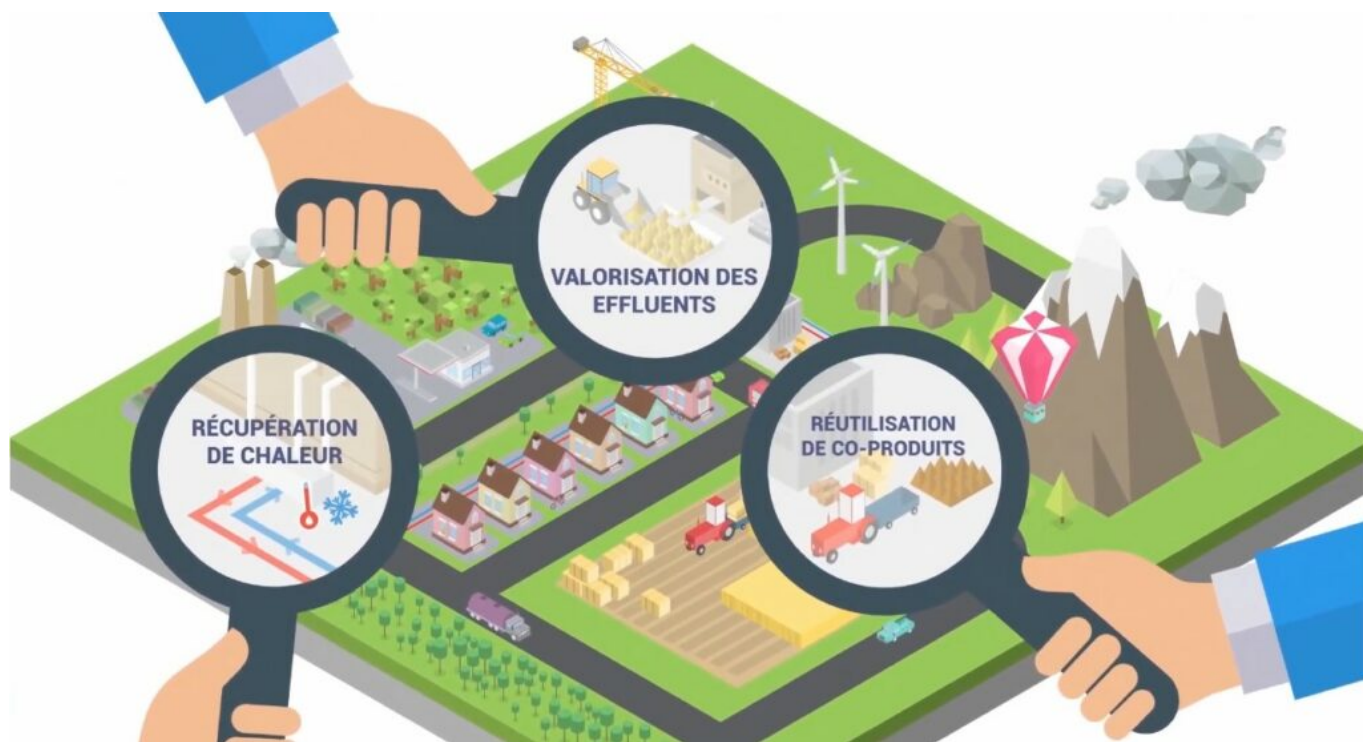 VALORISATION DES
EFFLUENTS
RÉCUPÉRATION
DE CHALEUR
RÉUTILISATION
DE CO-PRODUITS